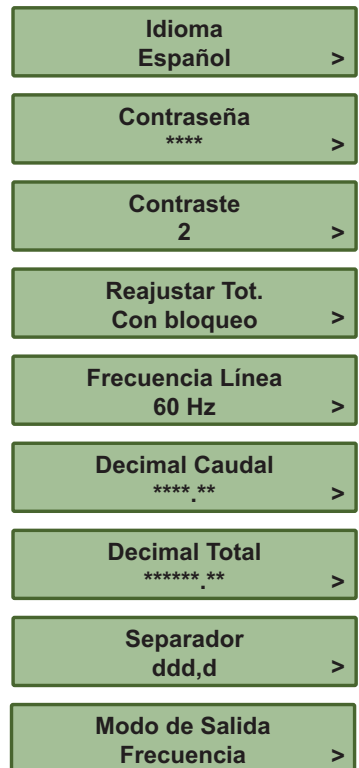 Idioma
Español >
Contraseña
**** >
Contraste
2 >
Reajustar Tot.
Con bloqueo >
Frecuencia Línea
60 Hz >
Decimal Caudal
****.** >
Decimal Total
******.** >
Separador
ddd,d >
Modo de Salida
Frecuencia >